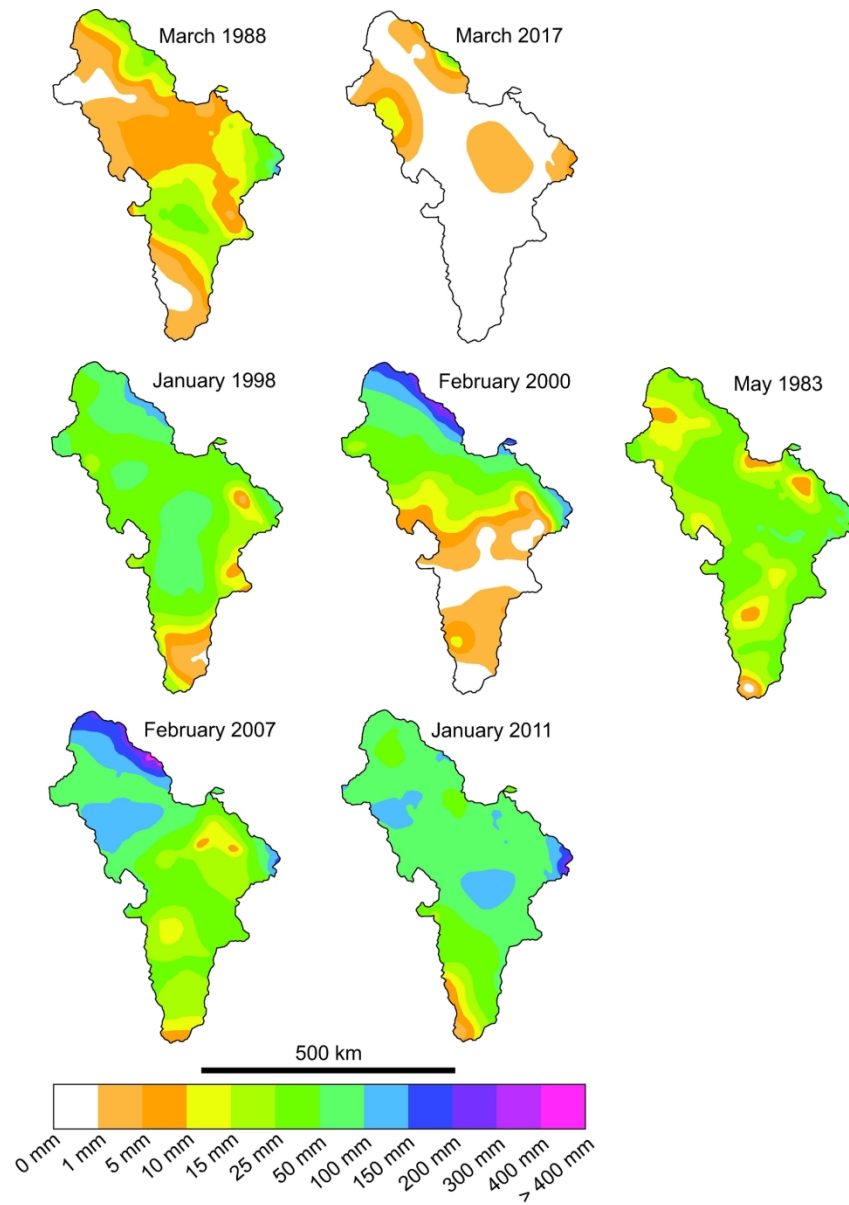 March 1988
March 2017
January 1998
February 2000
May 1983
February 2007
January 2011
500 km
0 mm
1 mm
5 mm
10 mm
15 mm
25 mm
50 mm
100 mm
150 mm
200 mm
300 mm
400 mm
> 400 mm